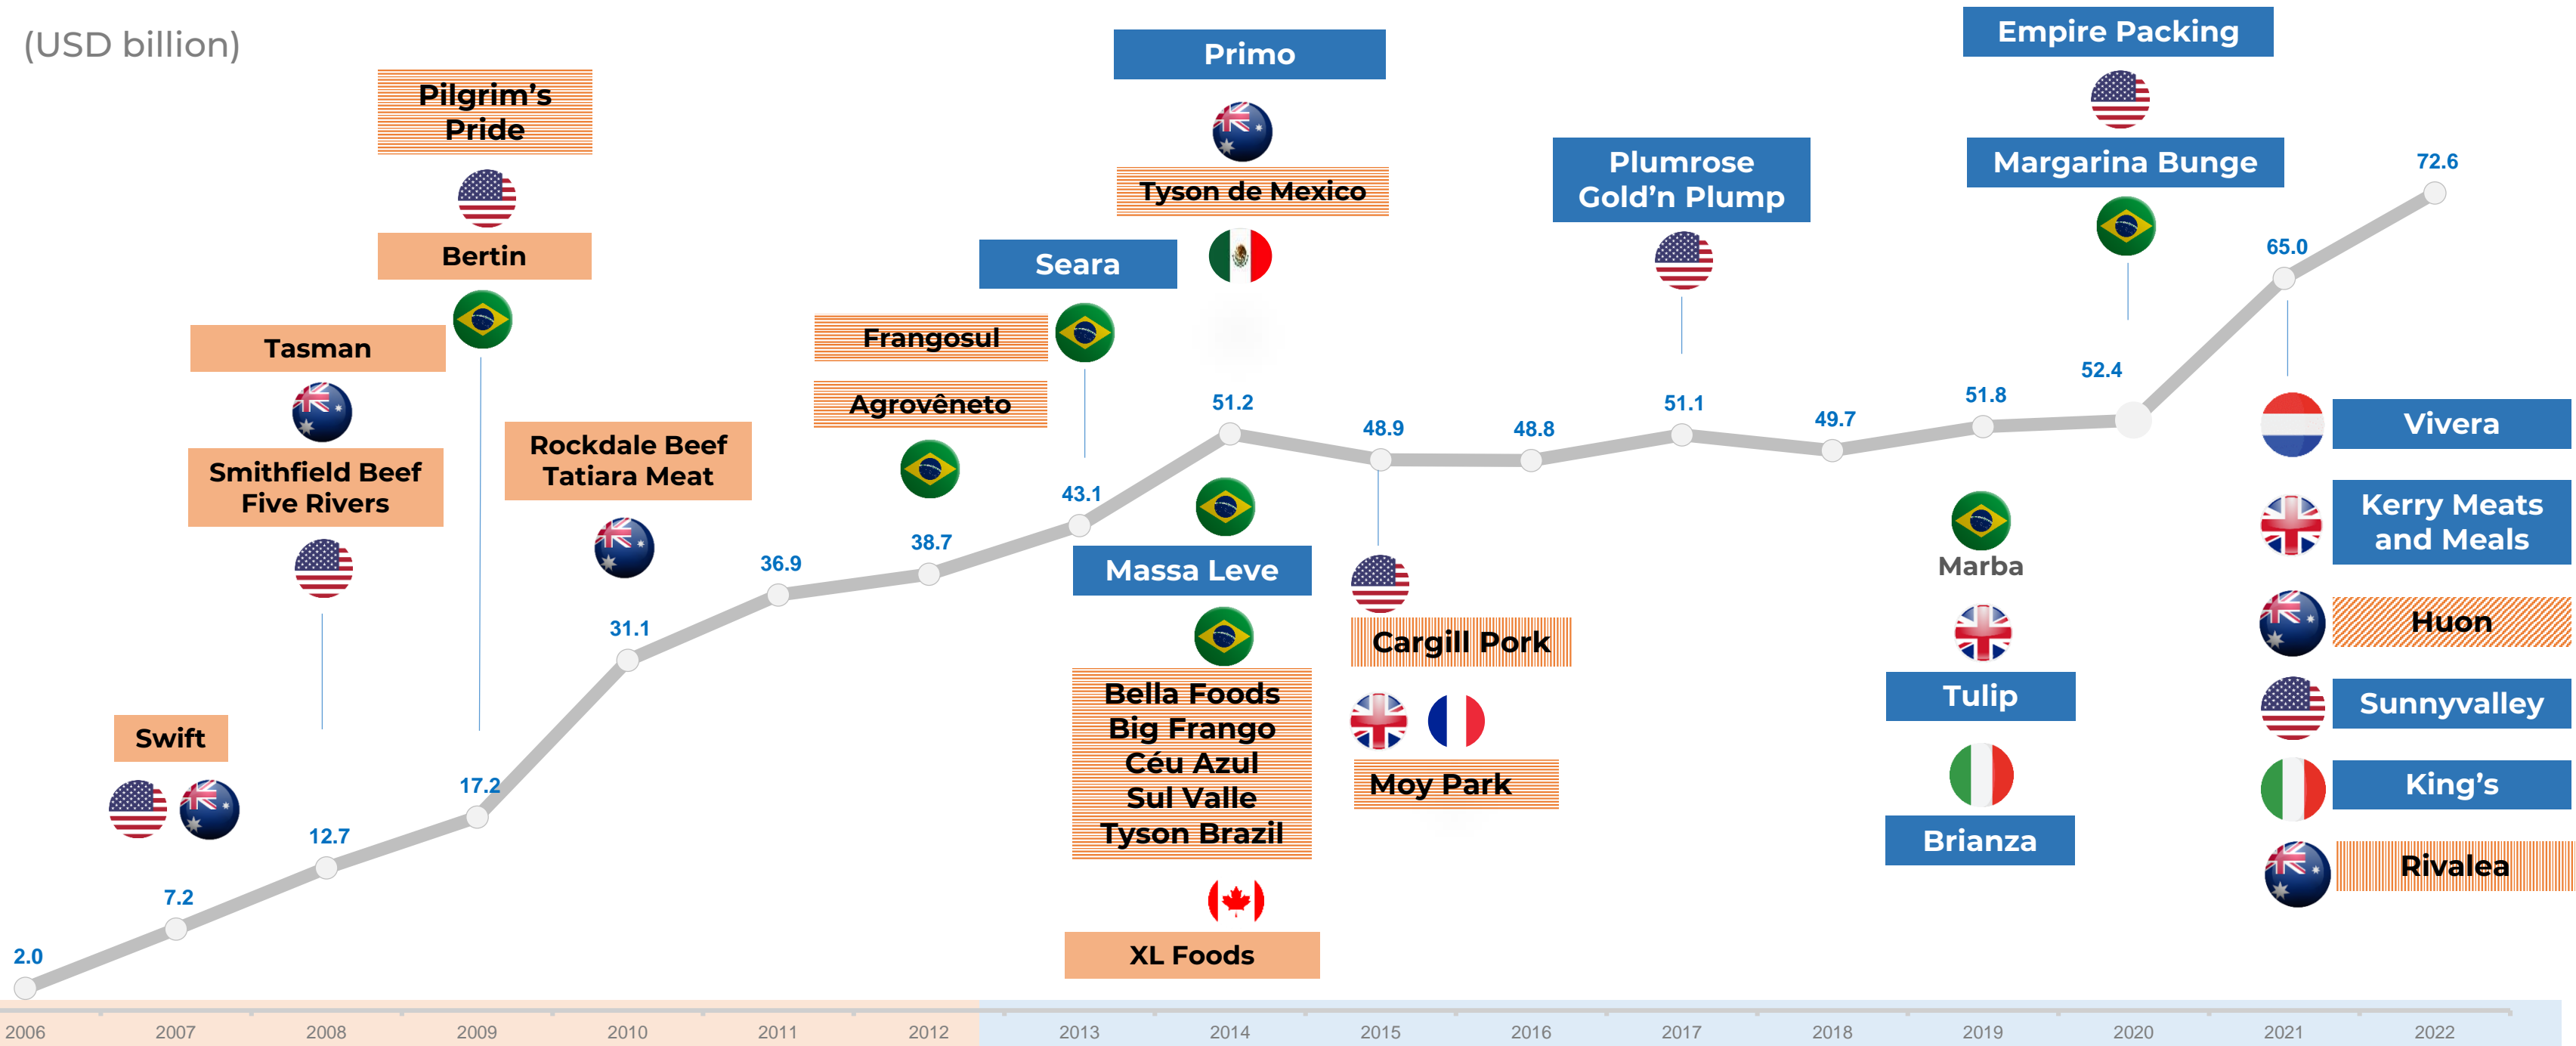 (USD billion)
Pilgrim’s
Pride
Bertin
Tasman
Smithfield Beef
Five Rivers
Swift
Rockdale Beef
Tatiara Meat
Frangosul
Agrovêneto
Seara
Primo
Tyson de Mexico
Massa Leve
Bella Foods
Big Frango
Céu Azul
Sul Valle
Tyson Brazil
XL Foods
Cargill Pork
Moy Park
Plumrose
Gold’n Plump
Marba
Tulip
Brianza
Empire Packing
Margarina Bunge
Vivera
Kerry Meats
and Meals
Huon
Sunnyvalley
King’s
Rivalea
2.0
7.2
12.7
17.2
31.1
36.9
38.7
43.1
51.2
48.9
48.8
51.1
49.7
51.8
52.4
65.0
72.6
2006
2007
2008
2009
2010
2011
2012
2013
2014
2015
2016
2017
2018
2019
2020
2021
2022